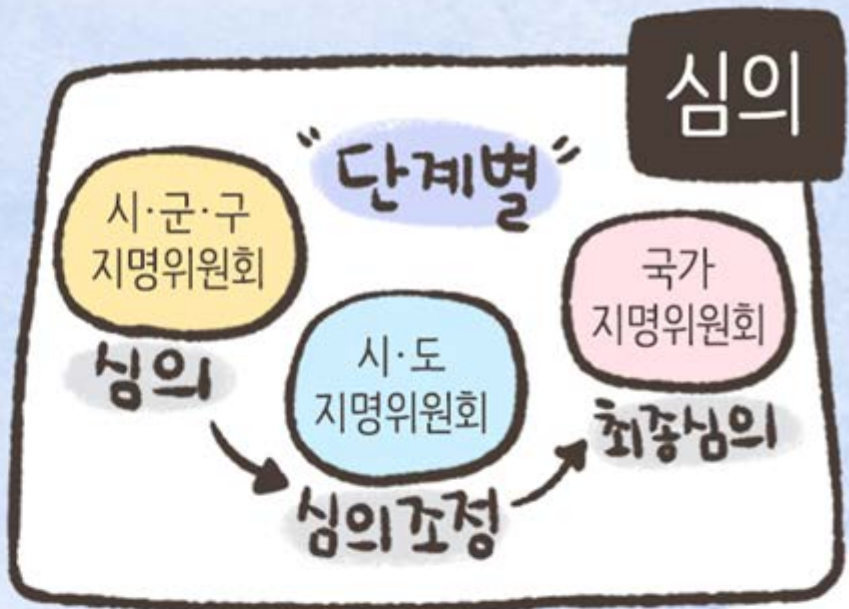 심의
"단계별"
시·군·구
지명위원회
심의
시·도
지명위원회
심의조정
국가
지명위원회
최종심의